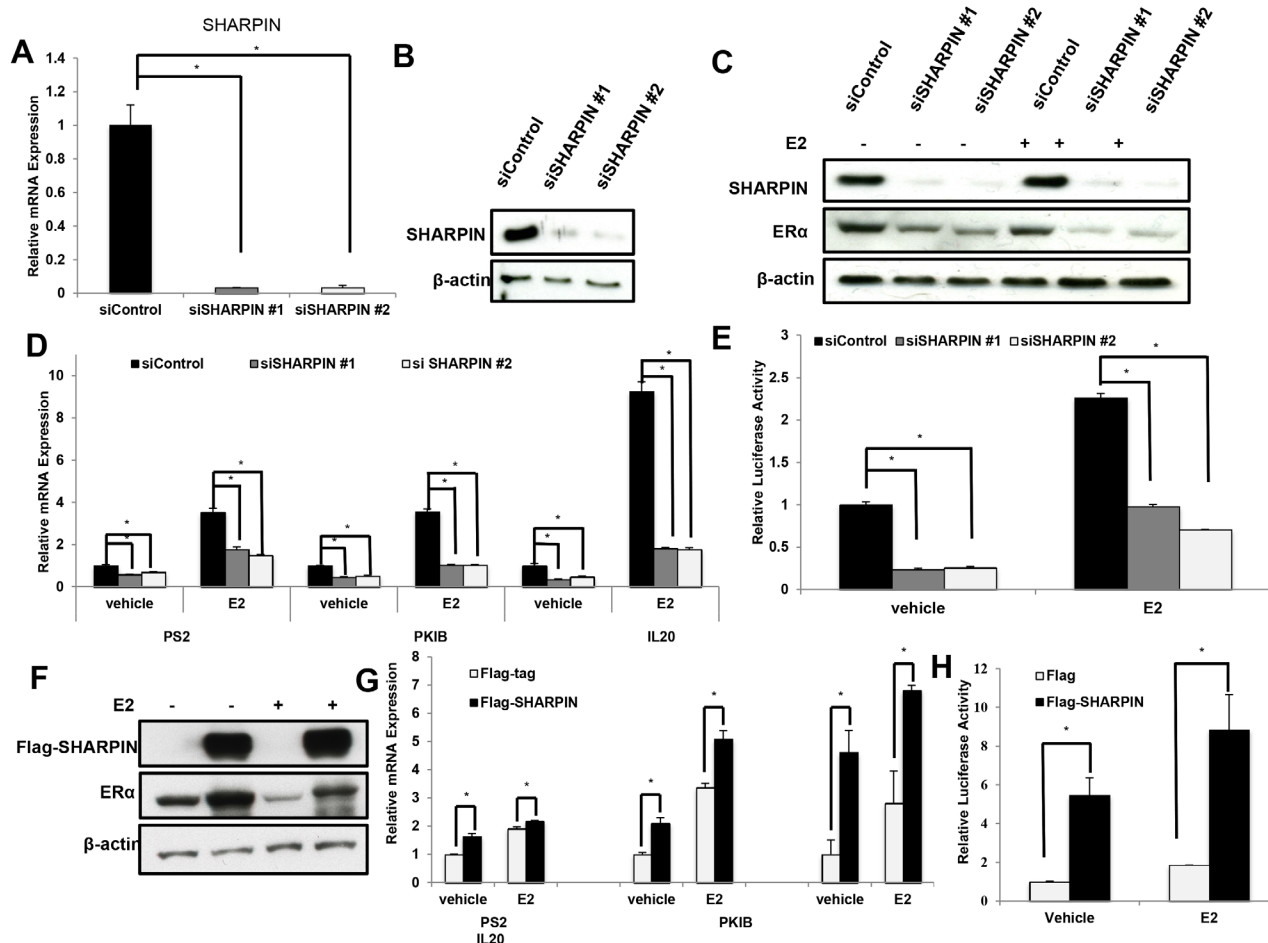 SHARPIN
A
*
*
Relative mRNA Expression
1.4
1.2
1
0.8
0.6
0.4
0.2
0
siControl
siSHARPIN #1
siSHARPIN #2
B
siControl
siSHARPIN #1
siSHARPIN #2
SHARPIN
β-actin
C
siControl
siSHARPIN #1
siSHARPIN #2
siControl
siSHARPIN #1
siSHARPIN #2
E2 - - - + + +
SHARPIN
ERα
β-actin
D
siControl
siSHARPIN #1
si SHARPIN #2
Relative mRNA Expression
10
8
6
4
2
0
* * * * * * * * * * * *
vehicle E2 vehicle E2 vehicle E2
PS2 PKIB IL20
E
siControl
siSHARPIN #1
siSHARPIN #2
Relative Luciferase Activity
3
2.5
2
1.5
1
0.5
0
* * * *
vehicle E2
F
E2 - - + +
Flag-SHARPIN
ERα
β-actin
G
Flag-tag
Flag-SHARPIN
Relative mRNA Expression
8
7
6
5
4
3
2
1
0
* * * * * *
vehicle E2 vehicle E2 vehicle E2
PS2 PKIB
IL20
H
Flag
Flag-SHARPIN
Relative Luciferase Activity
12
10
8
6
4
2
0
* *
Vehicle E2